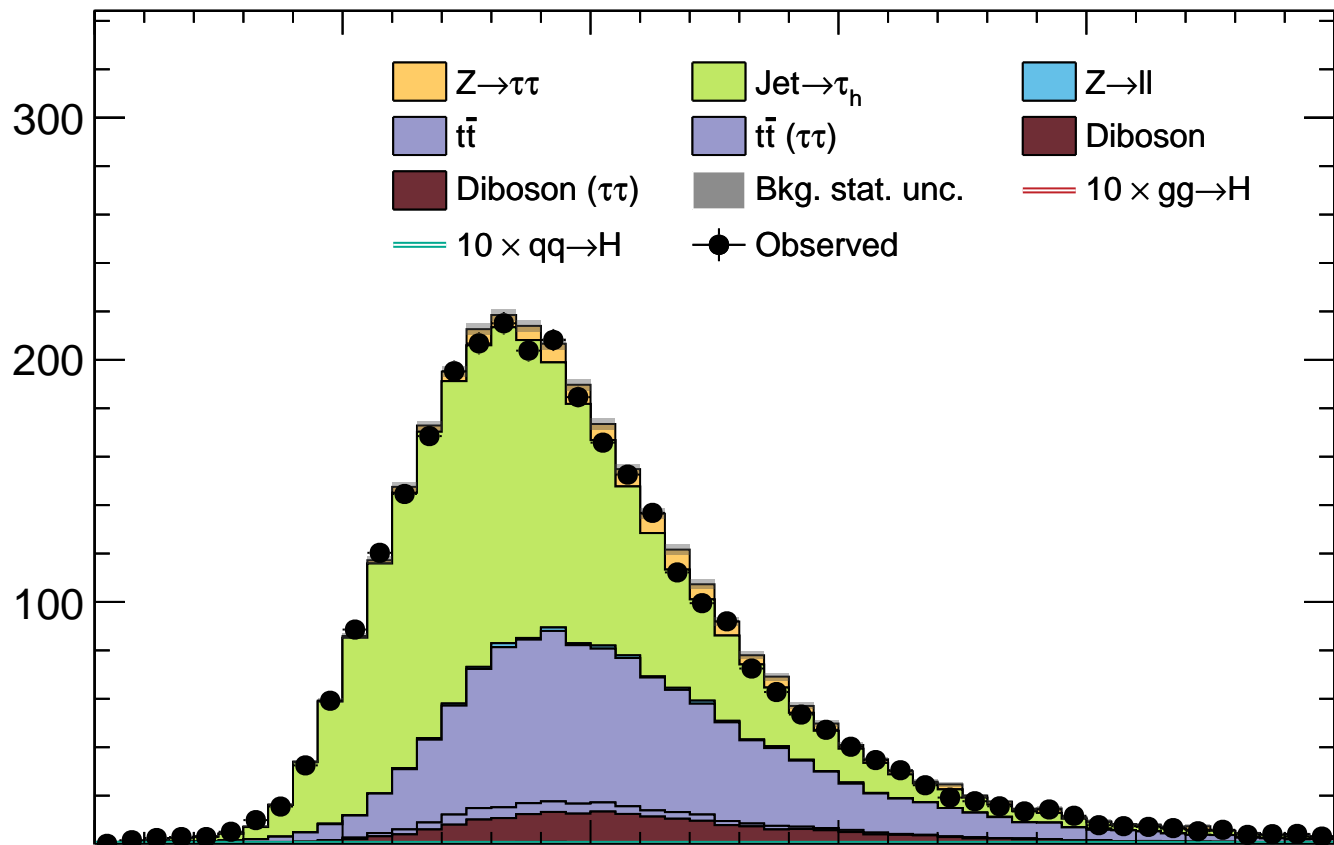 300
200
100
Z→ττ Jet→τₕ Z→ll
tt̄ tt̄ (ττ) Diboson
Diboson (ττ) Bkg. stat. unc. 10 × gg→H
10 × qq→H Observed